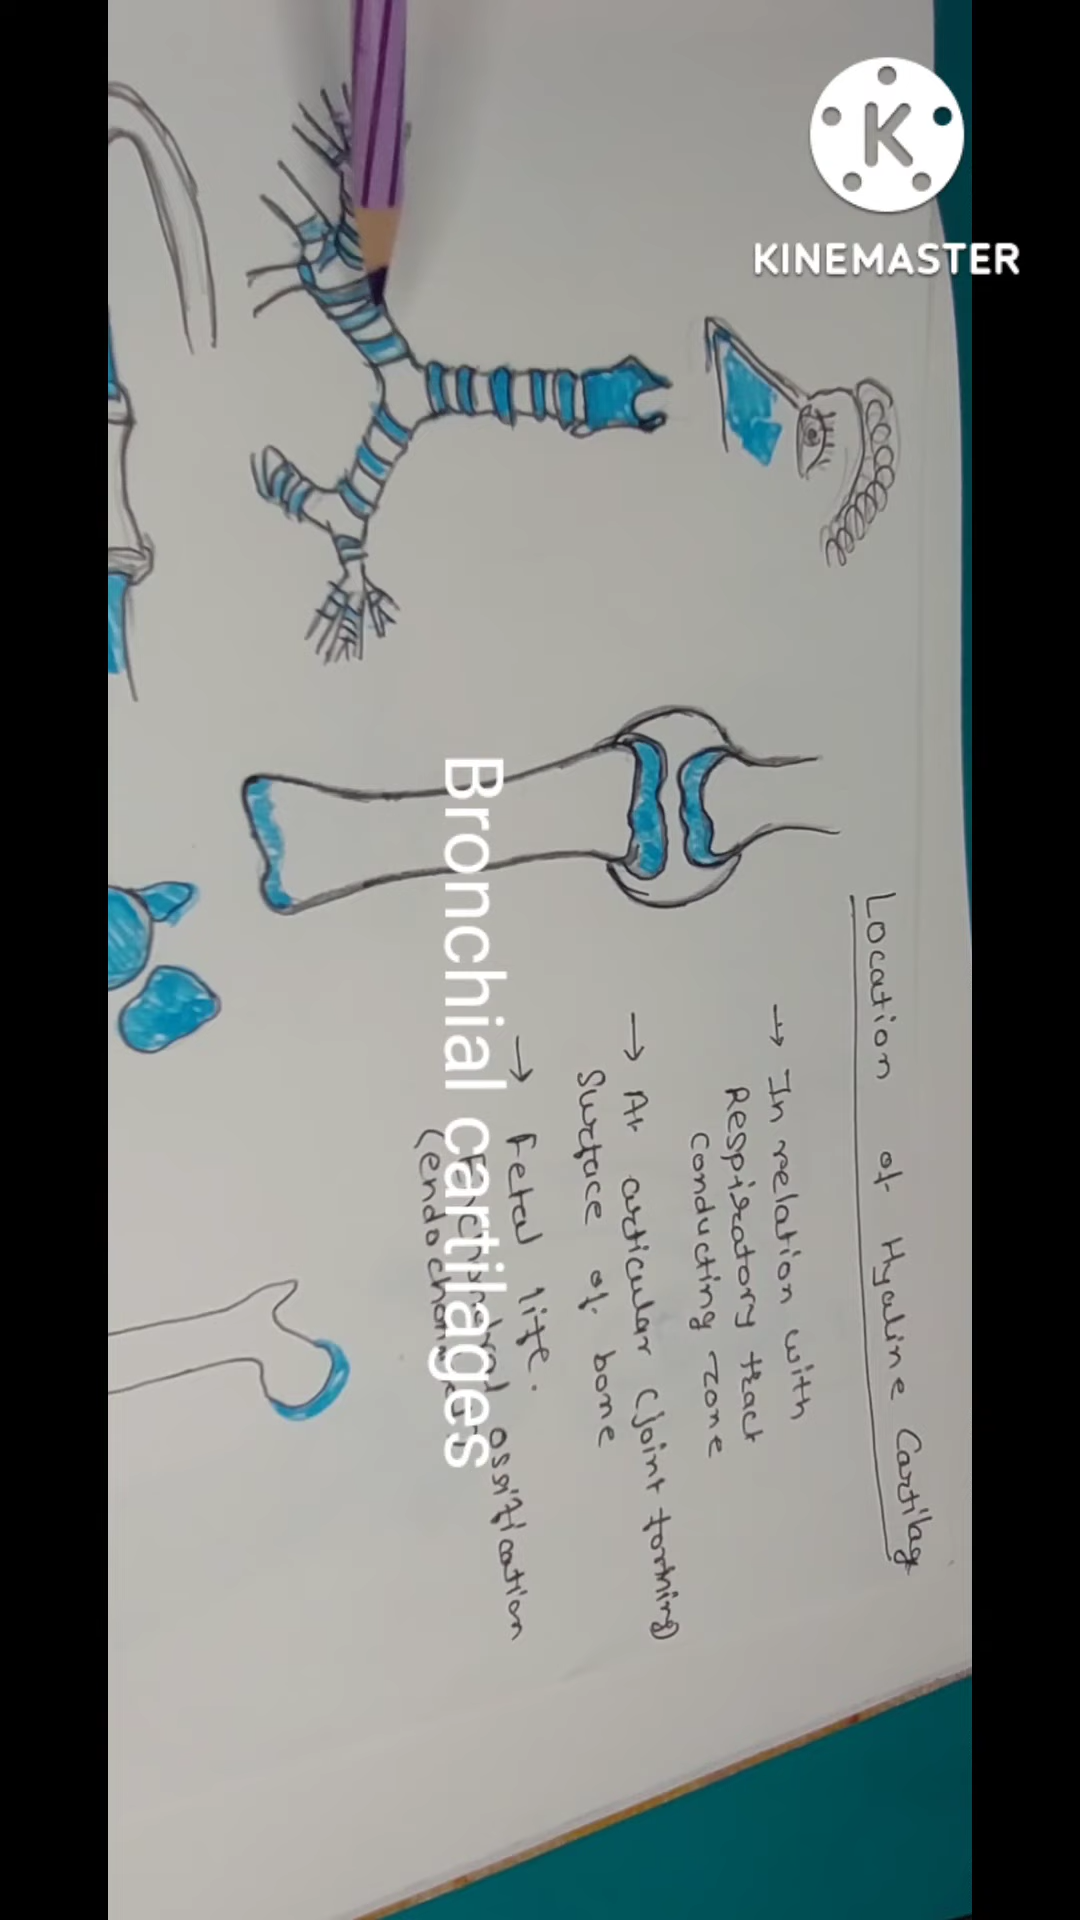 KINEMASTER
Location of Hyaline Cartilag
→ In relation with
Respiratory tract
conducting zone
→ At articular (joint forming)
Surface of bone
→ Fetal life.
ossification
Bronchial cartilages